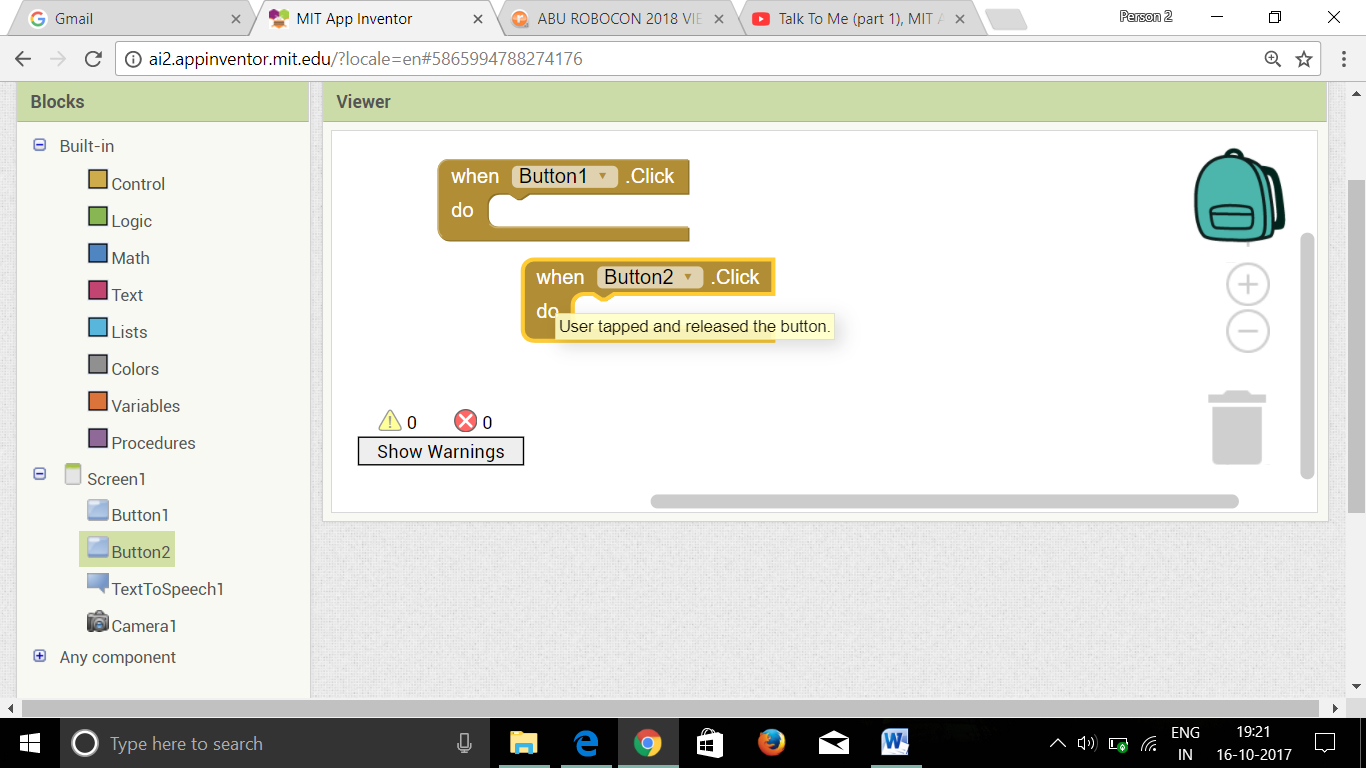 Gmail
MIT App Inventor
ABU ROBOCON 2018 VIE
Talk To Me (part 1), MIT A
Person 2
ai2.appinventor.mit.edu/?locale=en#5865994788274176
Blocks
Viewer
Built-in
Control
Logic
Math
Text
Lists
Colors
Variables
Procedures
Screen1
Button1
Button2
TextToSpeech1
Camera1
Any component
when Button1 .Click
do
when Button2 .Click
do
User tapped and released the button.
0 0
Show Warnings
Type here to search
ENG
IN
19:21
16-10-2017